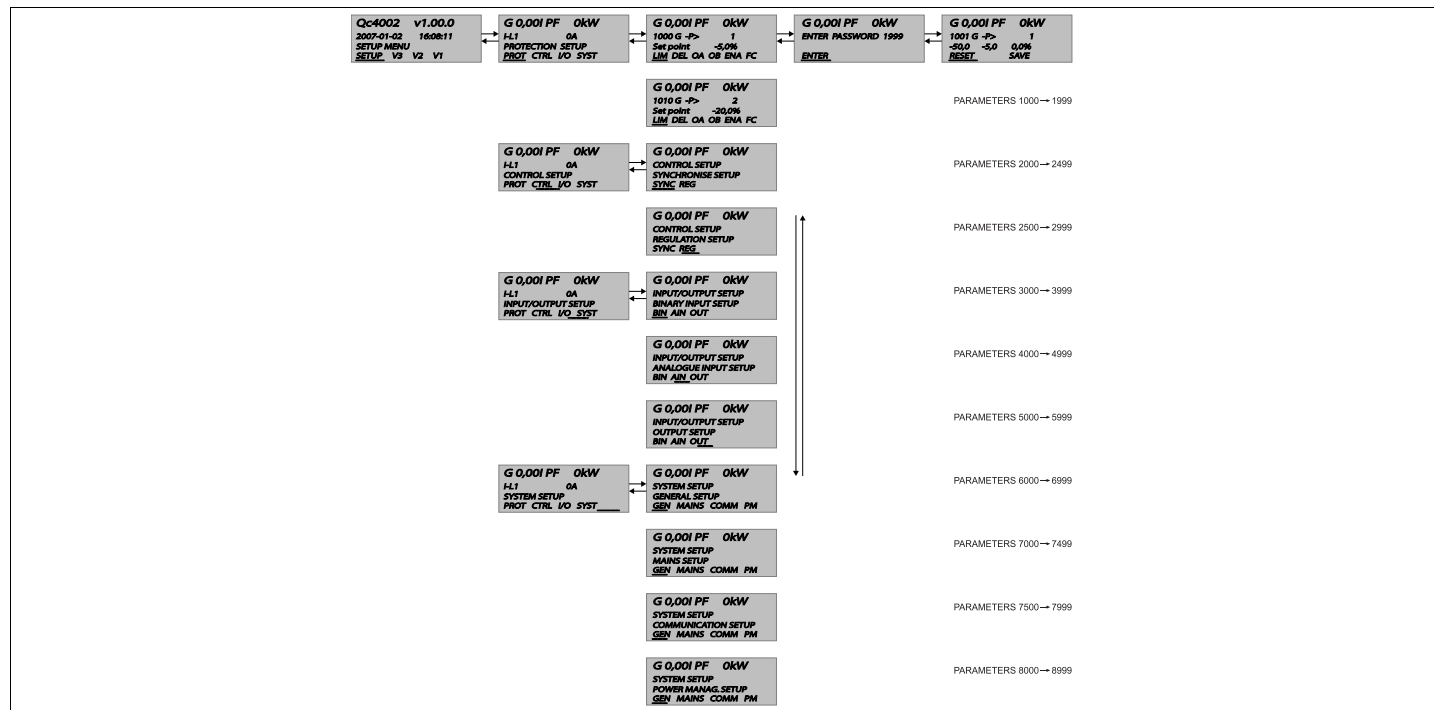 Qc4002 v1.00.0
2007-01-02 16:08:11
SETUP MENU
SETUP V3 V2 V1
G 0,00I PF 0kW
I-L1 0A
PROTECTION SETUP
PROT CTRL I/O SYST
G 0,00I PF 0kW
1000 G -P> 1
Set point -5,0%
LIM DEL OA OB ENA FC
G 0,00I PF 0kW
ENTER PASSWORD 1999
ENTER
G 0,00I PF 0kW
1001 G -P> 1
-50,0 -5,0 0,0%
RESET SAVE
G 0,00I PF 0kW
1010 G -P> 2
Set point -20,0%
LIM DEL OA OB ENA FC
PARAMETERS 1000→1999
G 0,00I PF 0kW
I-L1 0A
CONTROL SETUP
PROT CTRL I/O SYST
G 0,00I PF 0kW
CONTROL SETUP
SYNCHRONISE SETUP
SYNC REG
PARAMETERS 2000→2499
G 0,00I PF 0kW
CONTROL SETUP
REGULATION SETUP
SYNC REG
PARAMETERS 2500→2999
G 0,00I PF 0kW
I-L1 0A
INPUT/OUTPUT SETUP
PROT CTRL I/O SYST
G 0,00I PF 0kW
INPUT/OUTPUT SETUP
BINARY INPUT SETUP
BIN AIN OUT
PARAMETERS 3000→3999
G 0,00I PF 0kW
INPUT/OUTPUT SETUP
ANALOGUE INPUT SETUP
BIN AIN OUT
PARAMETERS 4000→4999
G 0,00I PF 0kW
INPUT/OUTPUT SETUP
OUTPUT SETUP
BIN AIN OUT
PARAMETERS 5000→5999
G 0,00I PF 0kW
I-L1 0A
SYSTEM SETUP
PROT CTRL I/O SYST
G 0,00I PF 0kW
SYSTEM SETUP
GENERAL SETUP
GEN MAINS COMM PM
PARAMETERS 6000→6999
G 0,00I PF 0kW
SYSTEM SETUP
MAINS SETUP
GEN MAINS COMM PM
PARAMETERS 7000→7499
G 0,00I PF 0kW
SYSTEM SETUP
COMMUNICATION SETUP
GEN MAINS COMM PM
PARAMETERS 7500→7999
G 0,00I PF 0kW
SYSTEM SETUP
POWER MANAG. SETUP
GEN MAINS COMM PM
PARAMETERS 8000→8999